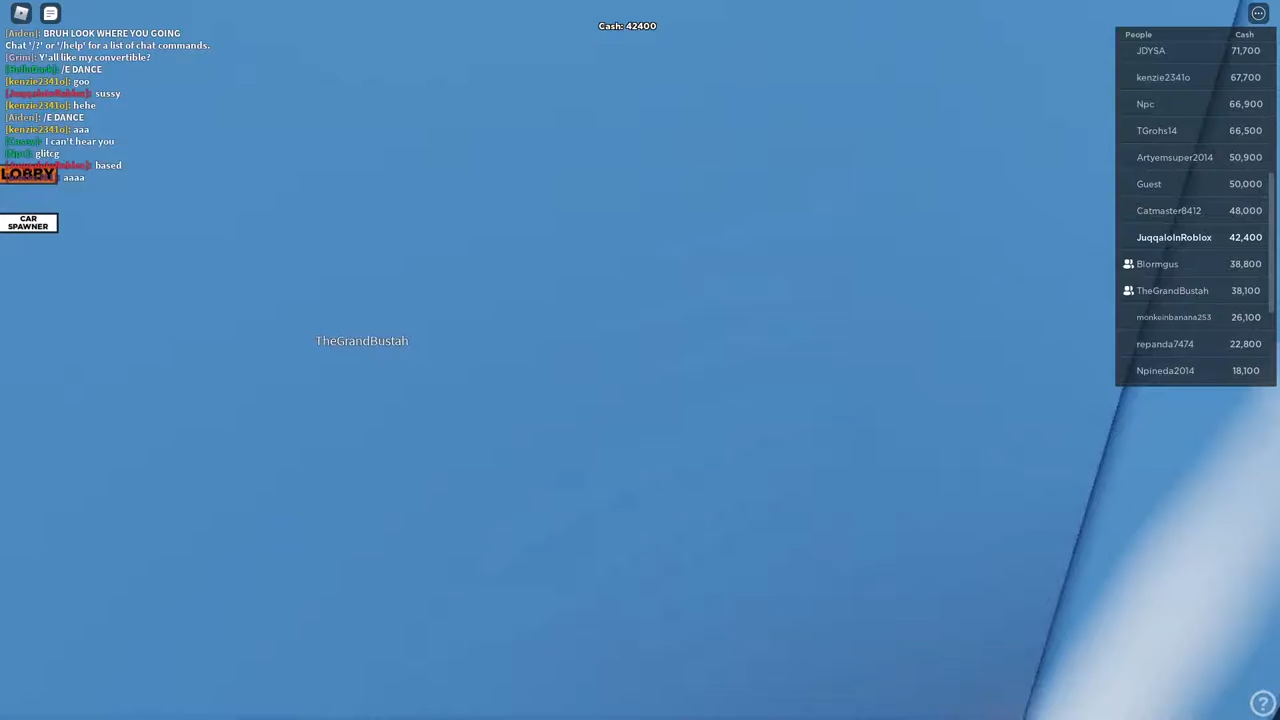 Cash: 42400
[Aiden]: BRUH LOOK WHERE YOU GOING
Chat '/?' or '/help' for a list of chat commands.
[Grim]: Y'all like my convertible?
/E DANCE
[kenzie2341o]: goo
sussy
[kenzie2341o]: hehe
[Aiden]: /E DANCE
[kenzie2341o]: aaa
[Casey]: I can't hear you
[Npc]: glitcg
based
aaaa
LOBBY
CAR
SPAWNER
TheGrandBustah
People Cash
JDYSA 71,700
kenzie2341o 67,700
Npc 66,900
TGrohs14 66,500
Artyemsuper2014 50,900
Guest 50,000
Catmaster8412 48,000
JuqqaloInRoblox 42,400
Blormgus 38,800
TheGrandBustah 38,100
monkeinbanana253 26,100
repanda7474 22,800
Npineda2014 18,100
?